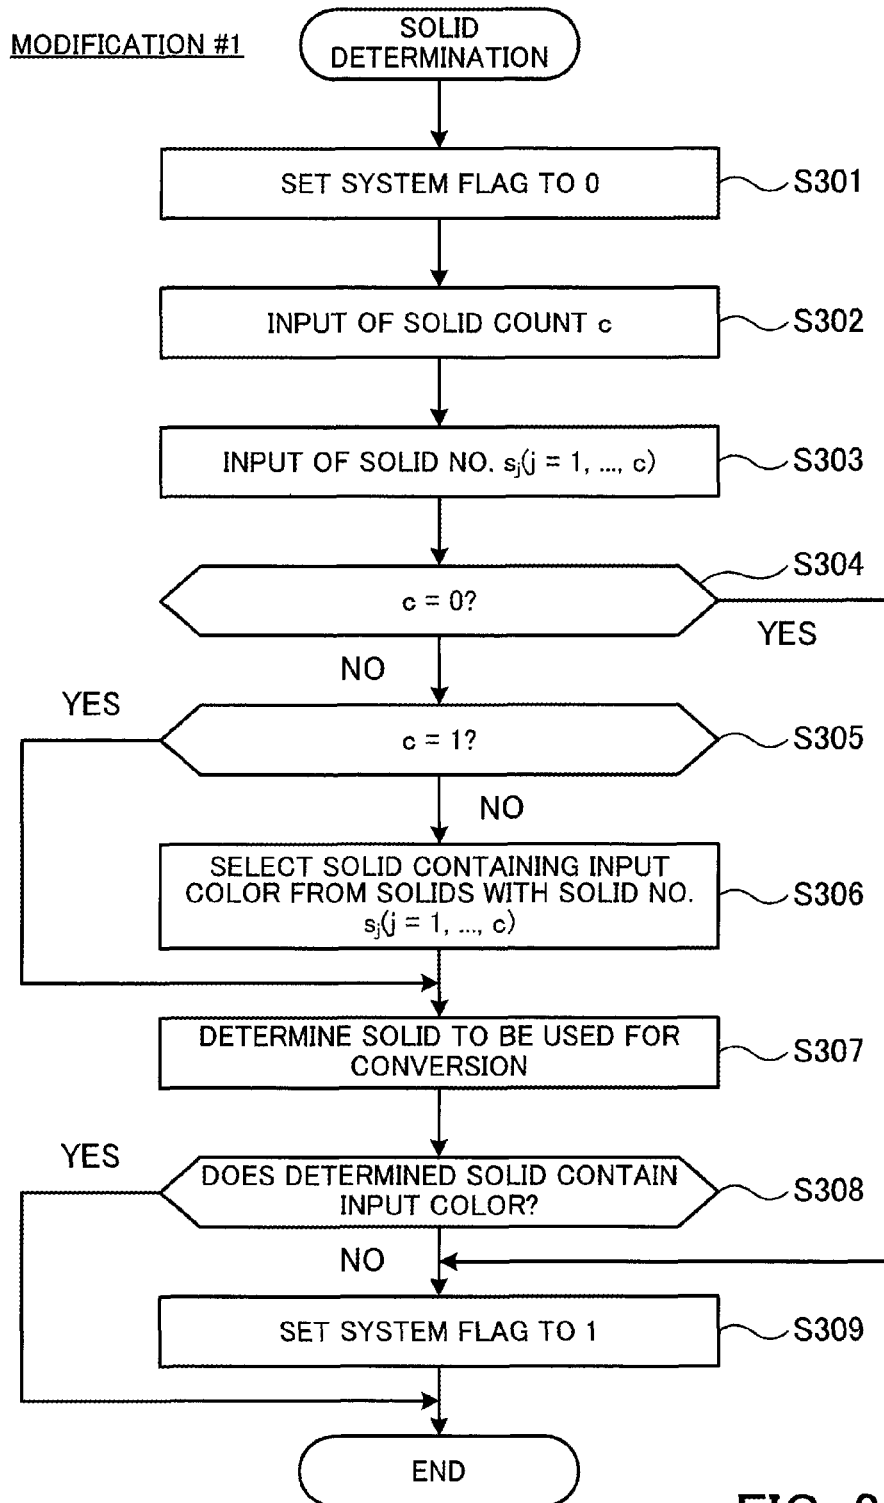 MODIFICATION #1
SOLID
DETERMINATION
SET SYSTEM FLAG TO 0
S301
INPUT OF SOLID COUNT c
S302
INPUT OF SOLID NO. sj(j = 1, ..., c)
S303
c = 0?
S304
YES
NO
YES
c = 1?
S305
NO
SELECT SOLID CONTAINING INPUT
COLOR FROM SOLIDS WITH SOLID NO.
sj(j = 1, ..., c)
S306
DETERMINE SOLID TO BE USED FOR
CONVERSION
S307
YES
DOES DETERMINED SOLID CONTAIN
INPUT COLOR?
S308
NO
SET SYSTEM FLAG TO 1
S309
END
FIG.